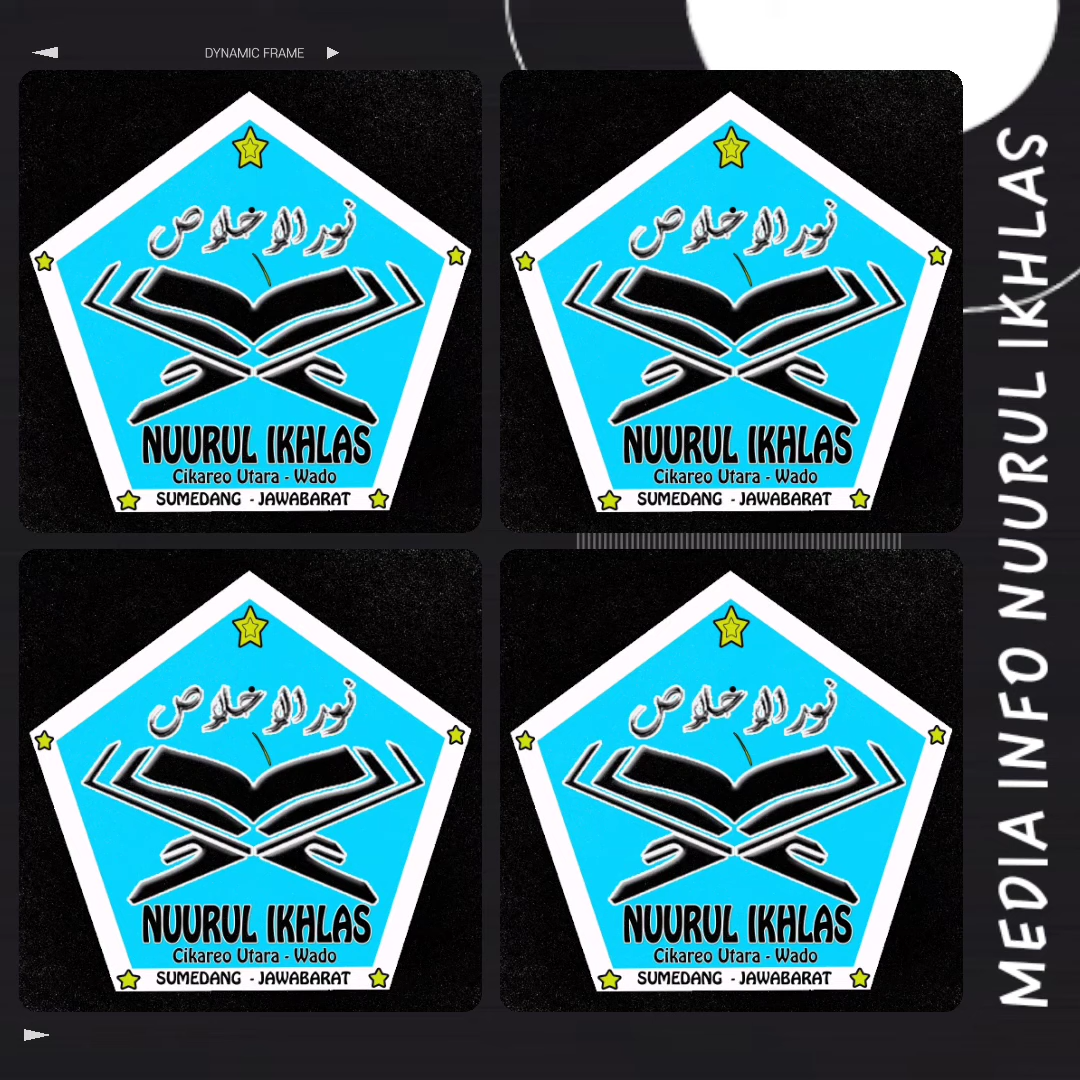 DYNAMIC FRAME
نور الإخلاص
NUURUL IKHLAS
Cikareo Utara - Wado
SUMEDANG - JAWABARAT
نور الإخلاص
NUURUL IKHLAS
Cikareo Utara - Wado
SUMEDANG - JAWABARAT
نور الإخلاص
NUURUL IKHLAS
Cikareo Utara - Wado
SUMEDANG - JAWABARAT
نور الإخلاص
NUURUL IKHLAS
Cikareo Utara - Wado
SUMEDANG - JAWABARAT
MEDIA INFO NUURUL IKHLAS